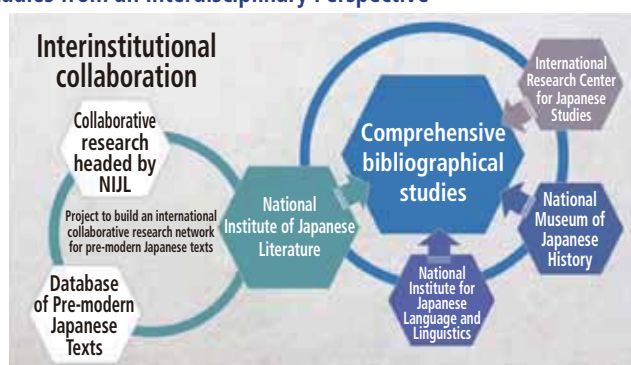 Studies from an Interdisciplinary Perspective
Interinstitutional
collaboration
Collaborative
research
headed by
NIJL
Project to build an international
collaborative research network
for pre-modern Japanese texts
Database
of Pre-modern
Japanese
Texts
National
Institute of Japanese
Literature
Comprehensive
bibliographical
studies
International
Research Center
for Japanese
Studies
National
Museum of
Japanese
History
National
Institute for
Japanese
Language and
Linguistics